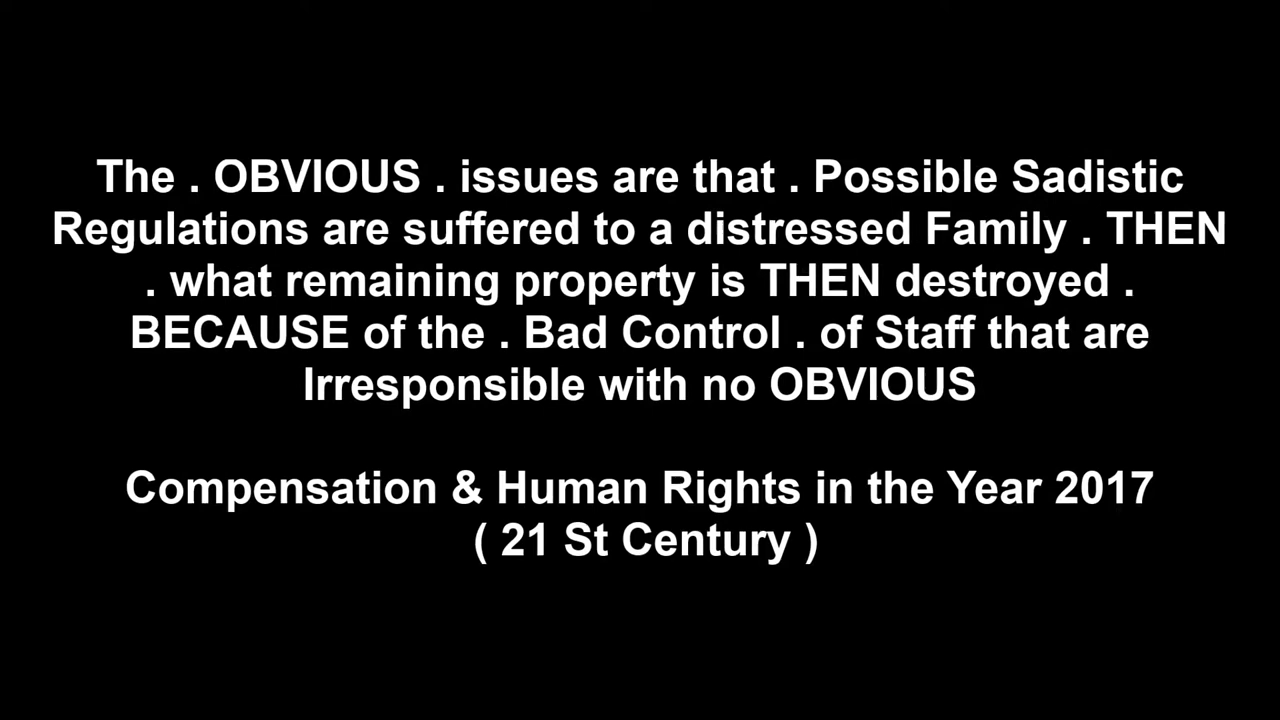 The . OBVIOUS . issues are that . Possible Sadistic
Regulations are suffered to a distressed Family . THEN
. what remaining property is THEN destroyed .
BECAUSE of the . Bad Control . of Staff that are
Irresponsible with no OBVIOUS
Compensation & Human Rights in the Year 2017
( 21 St Century )